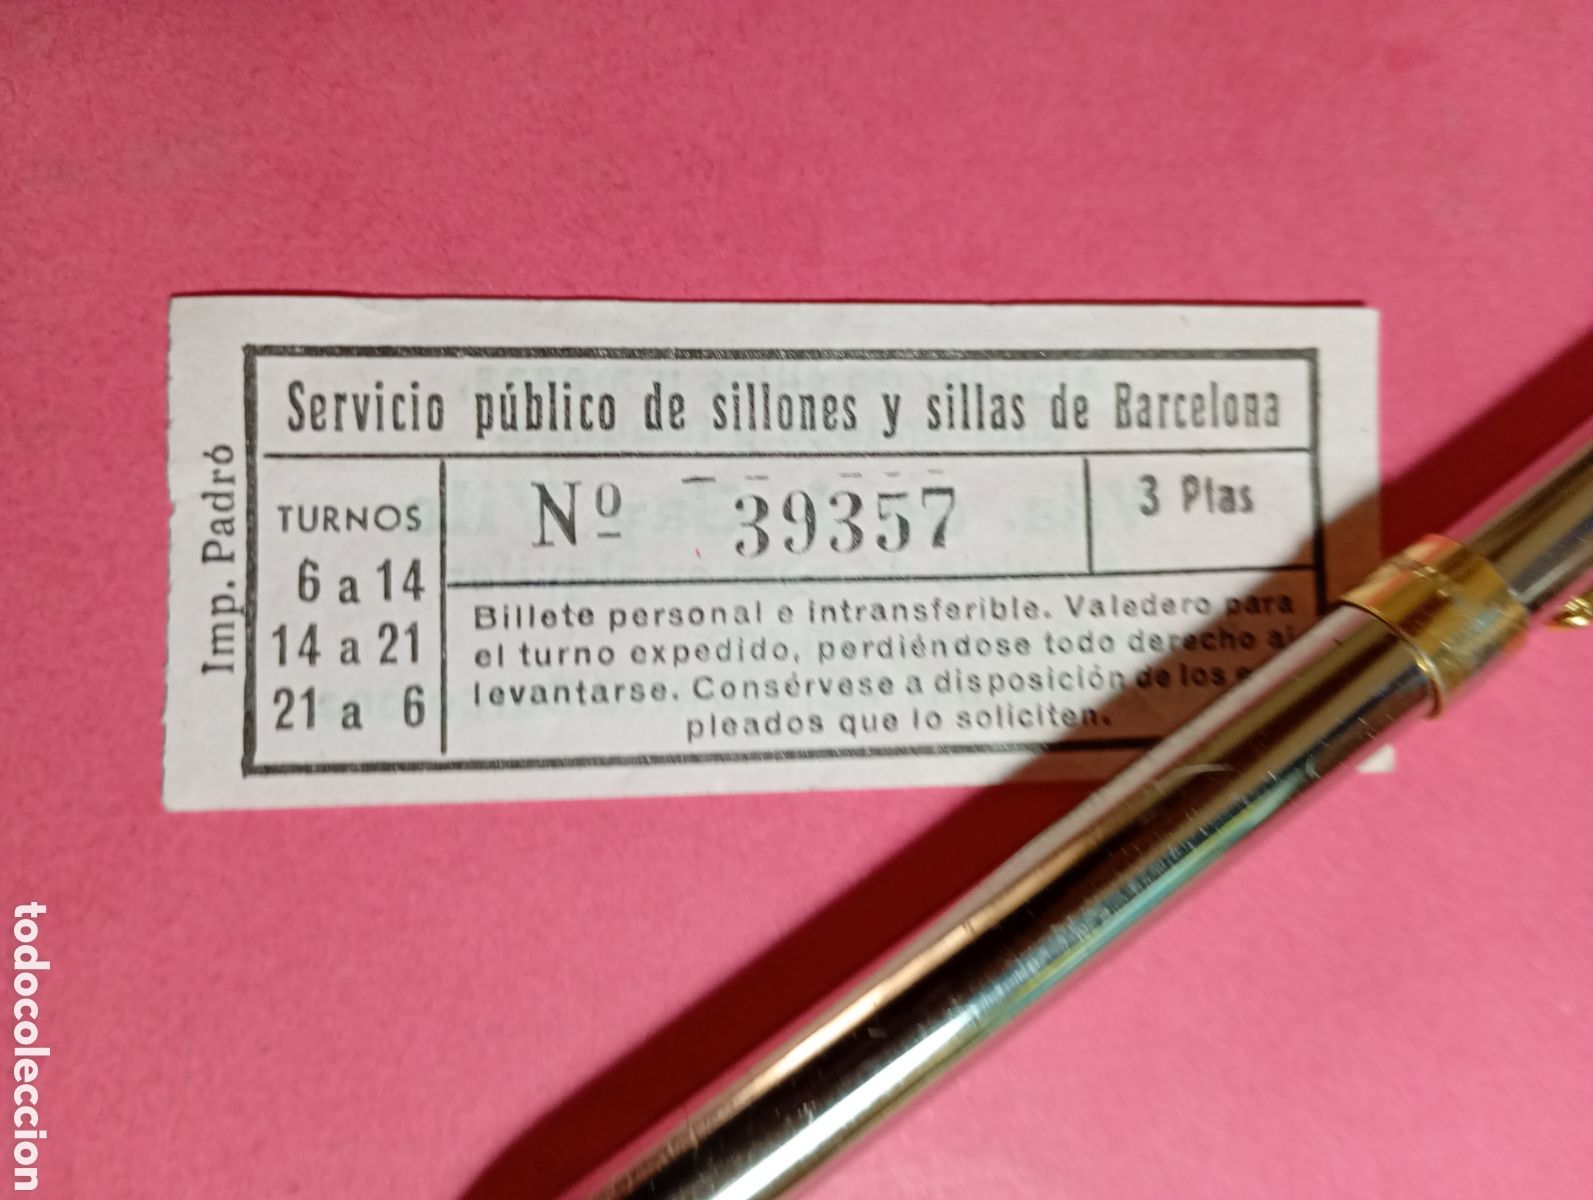 Servicio público de sillones y sillas de Barcelona
Imp. Padró
TURNOS
6 a 14
14 a 21
21 a 6
Nº 39357
3 Ptas
Billete personal e intransferible. Valedero para
el turno expedido, perdiéndose todo derecho al
levantarse. Consérvese a disposición de los
pleados que lo soliciten.
todocoleccion